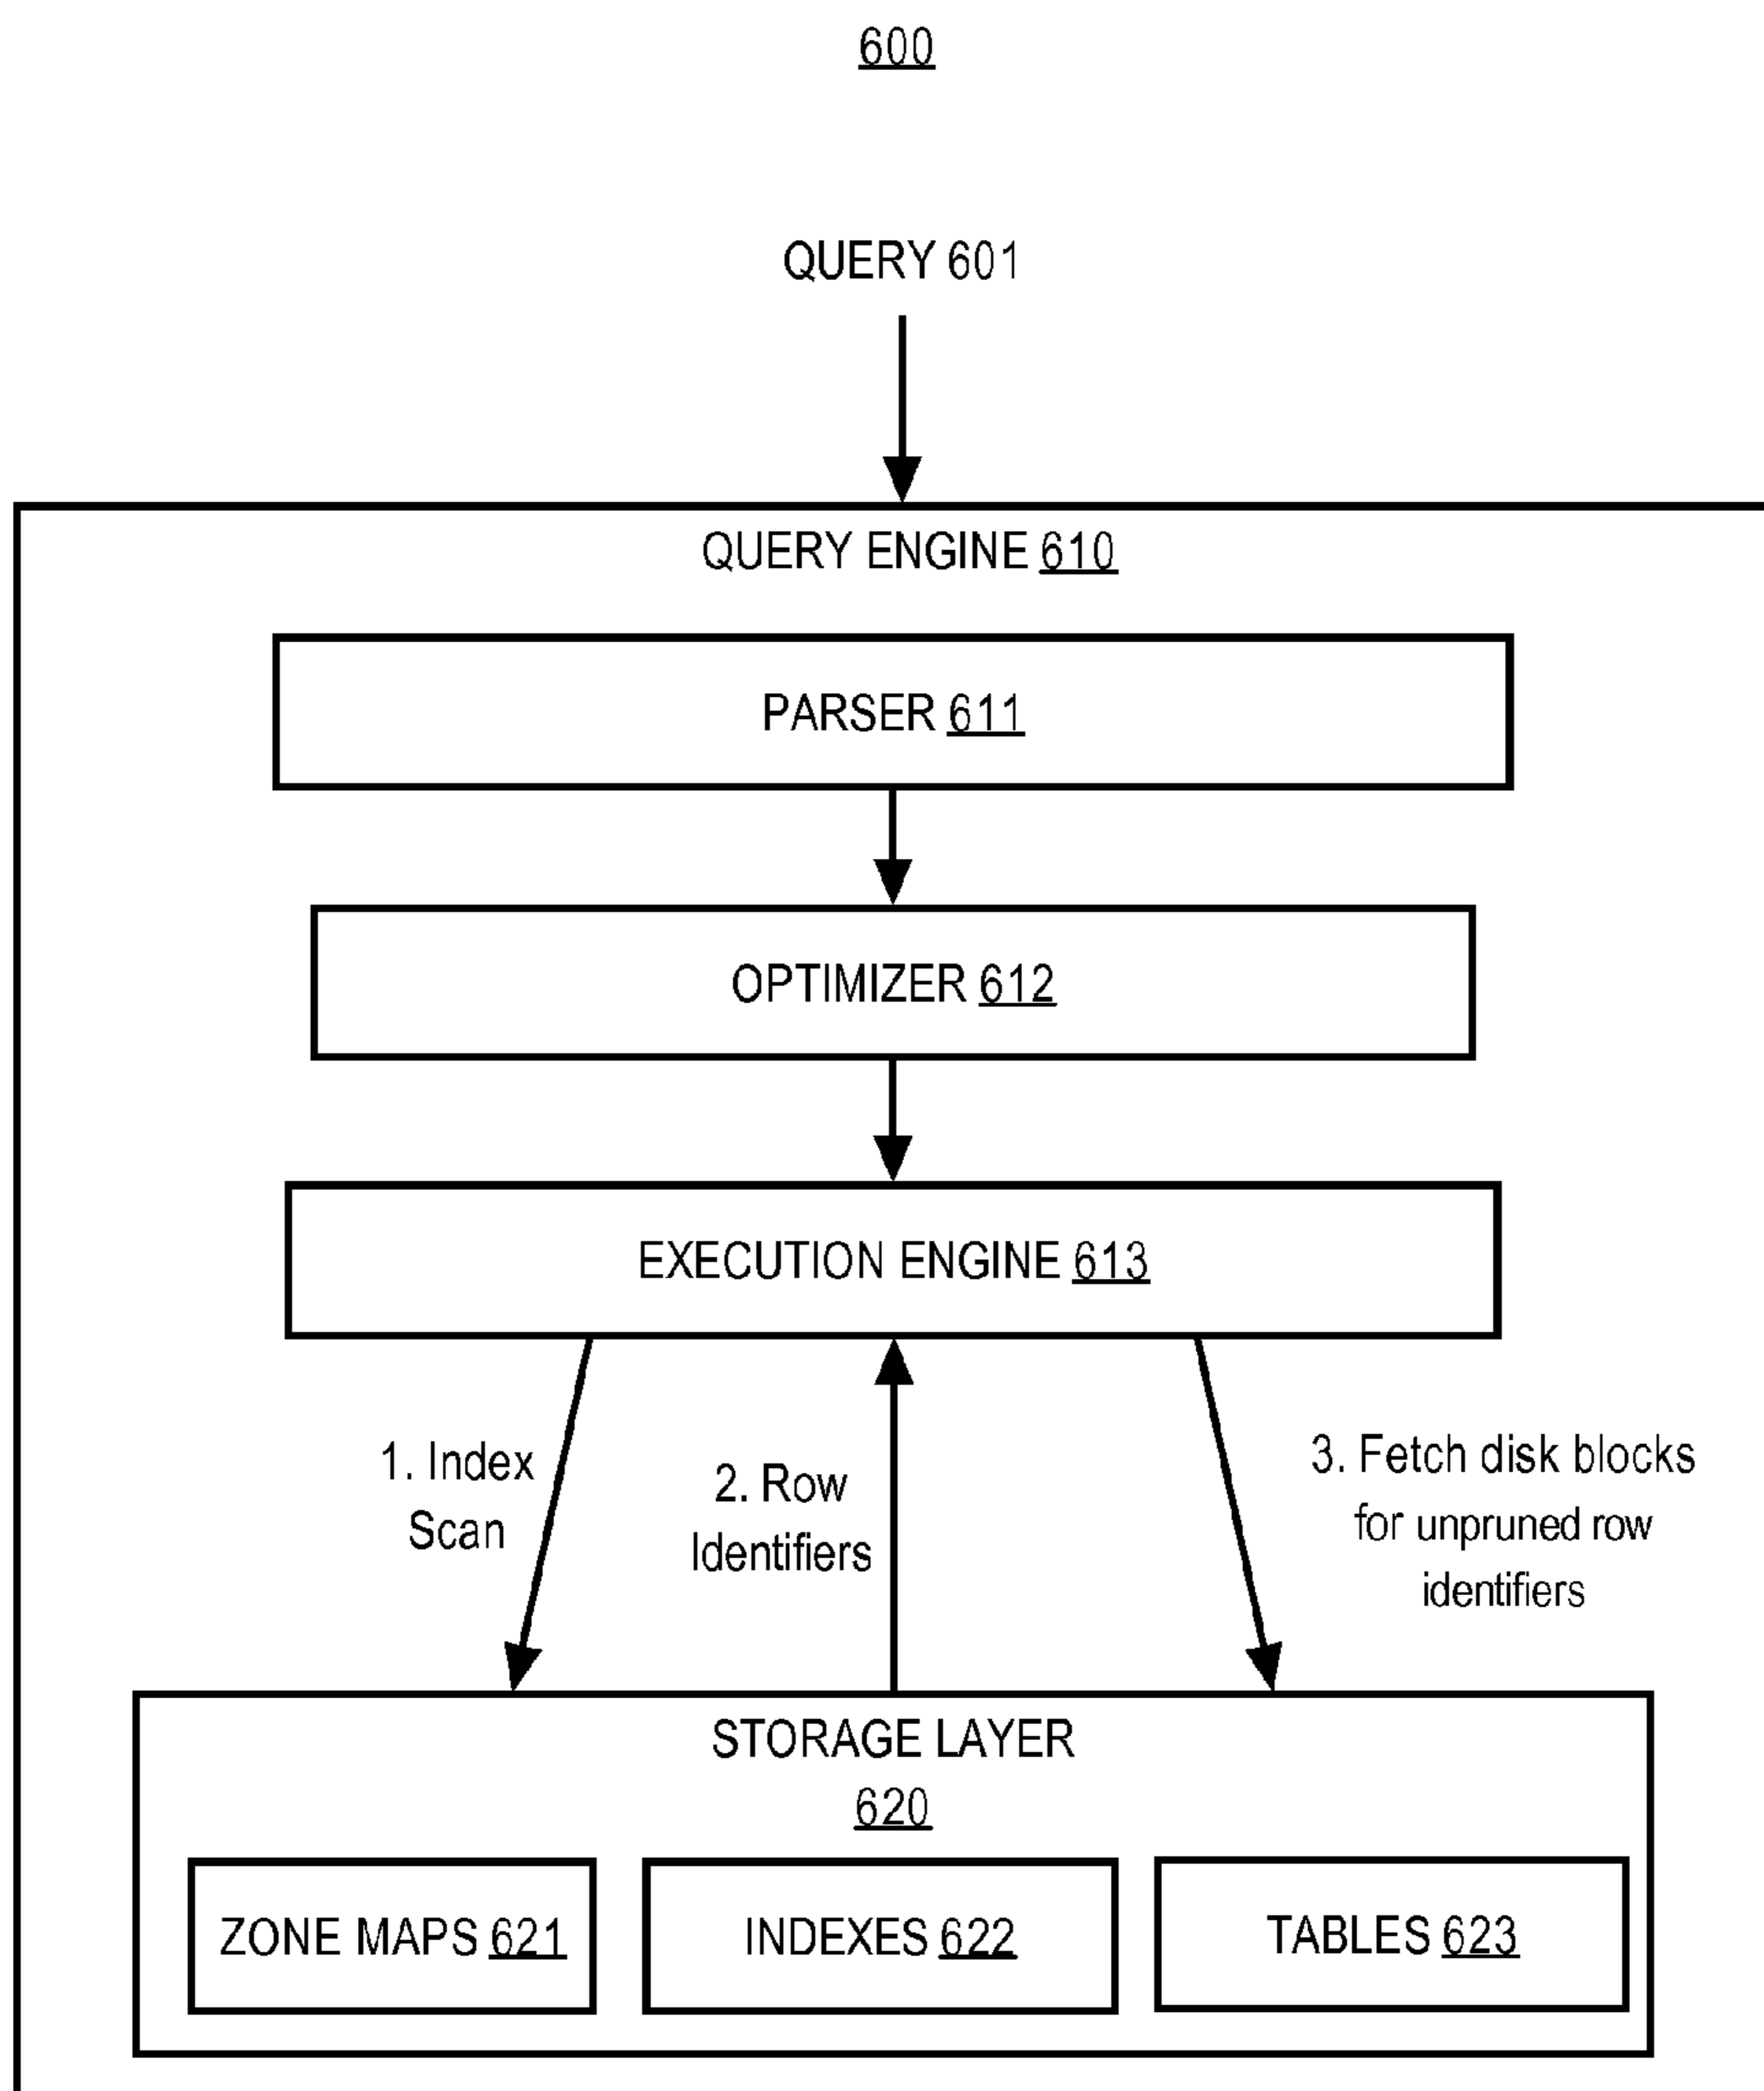 600
QUERY 601
QUERY ENGINE 610
PARSER 611
OPTIMIZER 612
EXECUTION ENGINE 613
1. Index
Scan
2. Row
Identifiers
3. Fetch disk blocks
for unpruned row
identifiers
STORAGE LAYER
620
ZONE MAPS 621
INDEXES 622
TABLES 623